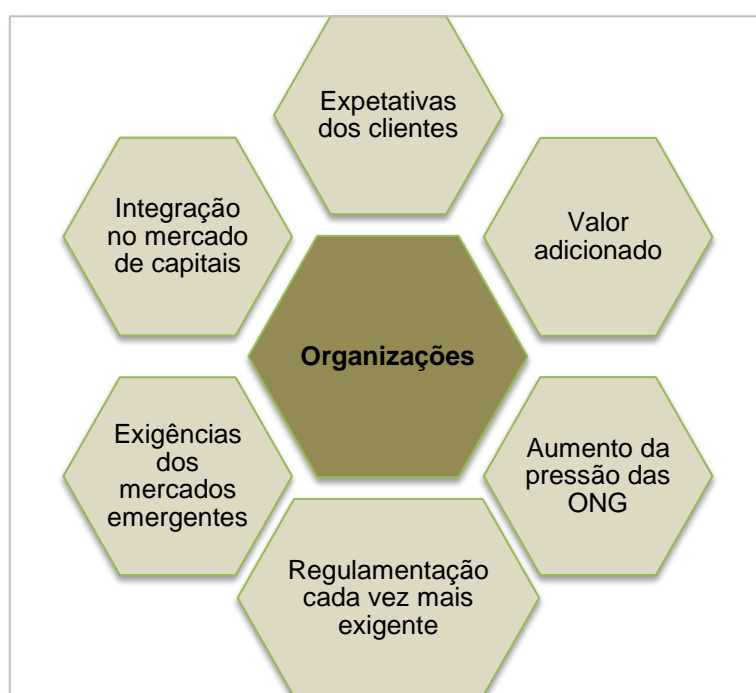 Expetativas
dos clientes
Integração
no mercado
de capitais
Valor
adicionado
Organizações
Exigências
dos
mercados
emergentes
Aumento da
pressão das
ONG
Regulamentação
cada vez mais
exigente